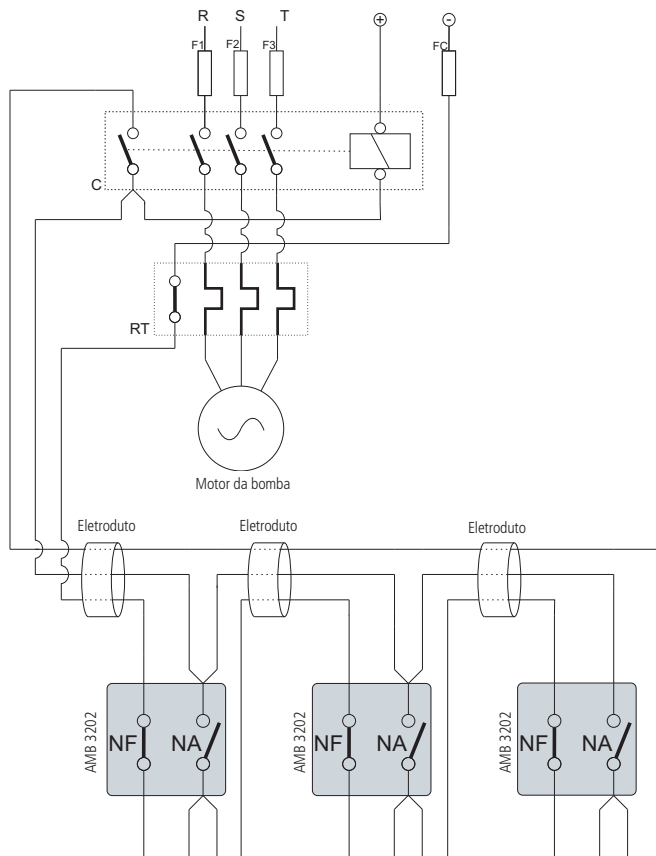 R S T + -
F1 F2 F3 FC
C
RT
Motor da bomba
Eletroduto Eletroduto Eletroduto
AMB 3202 NF NA AMB 3202 NF NA AMB 3202 NF NA